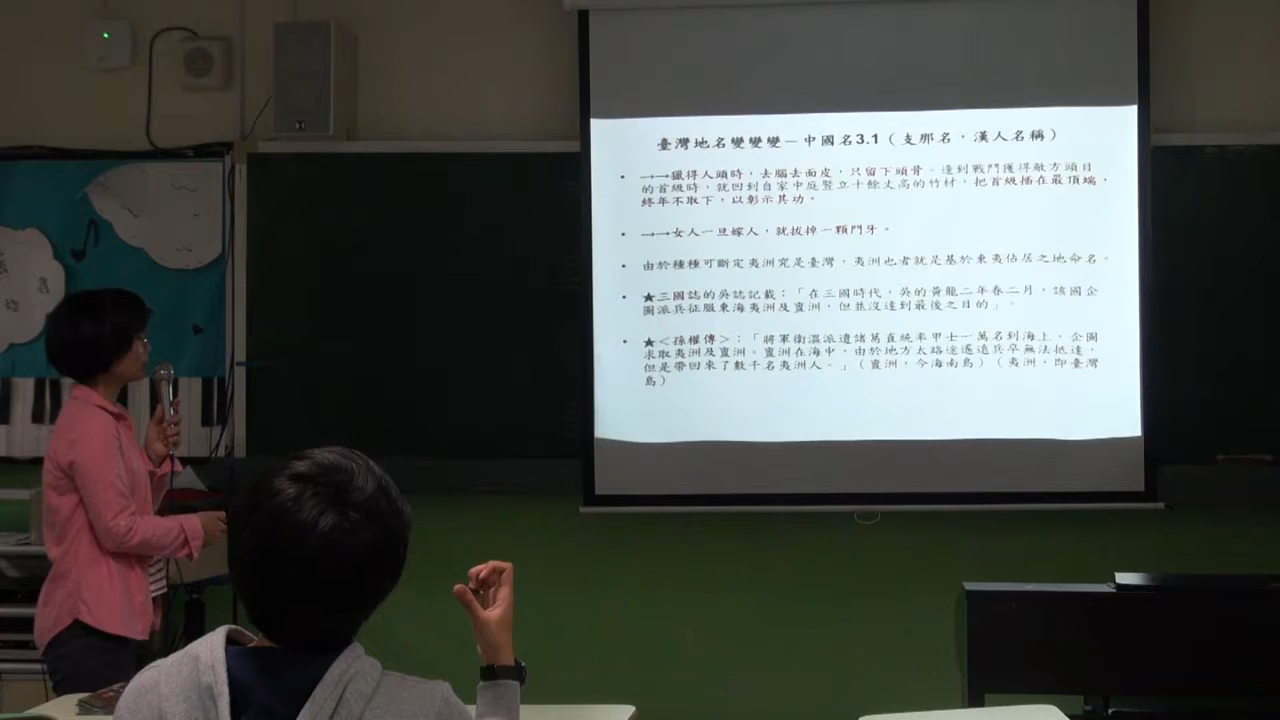 臺灣地名變變變－中國名3.1（支那名，漢人名稱）
• →→獵得人頭時，去腦去面皮，只留下頭骨。達到戰鬥獲得敵方頭目
的首級時，就回到自家中庭豎立十餘丈高的竹材，把首級插在最頂端，
終年不取下，以彰示其功。
• →→女人一旦嫁人，就拔掉一顆門牙。
• 由於種種可斷定夷洲究是臺灣，夷洲也者就是基於東夷佔居之地命名。
• ★三國誌的吳誌記載：「在三國時代，吳的黃龍二年春二月，該國企
圖派兵征服東海夷洲及亶洲，但並沒達到最後之目的」。
• ★＜孫權傳＞：「將軍衛溫派遣諸葛直統率甲士一萬名到海上，企圖
求取夷洲及亶洲。亶洲在海中，由於地方太路途遙遠兵卒無法抵達，
但是帶回來了數千名夷洲人。」（亶洲，今海南島）（夷洲，即臺灣
島）